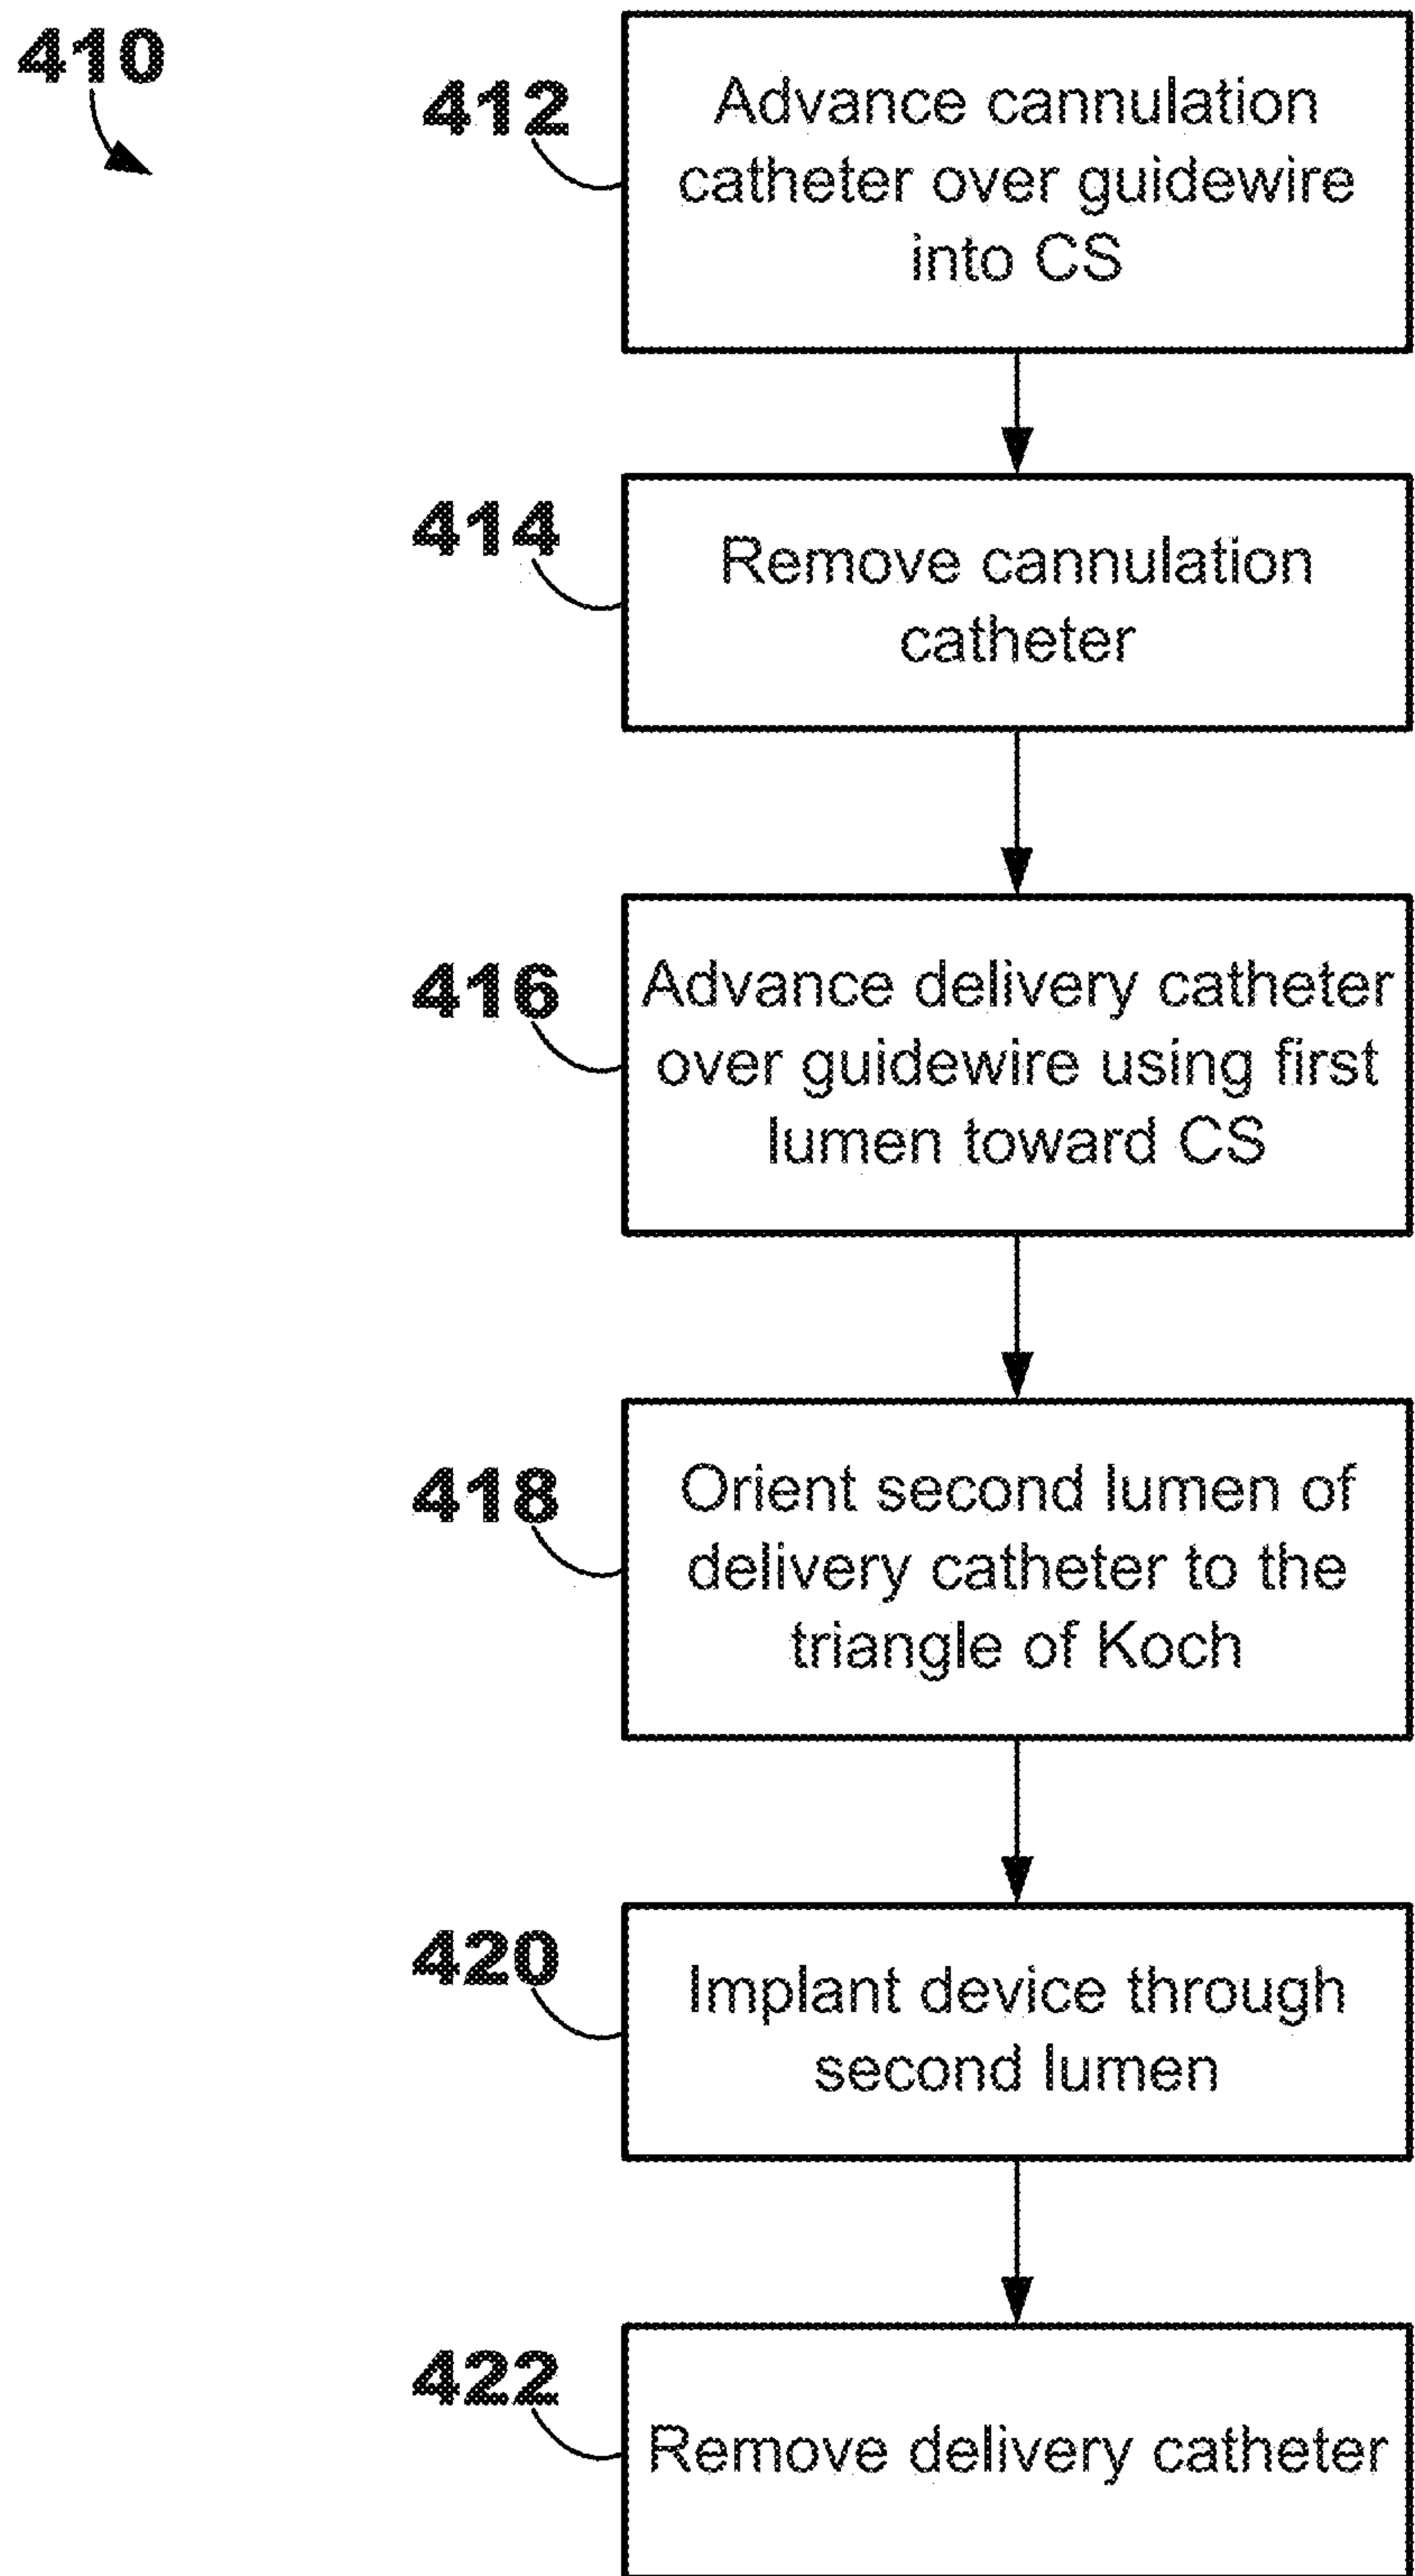 410
412
Advance cannulation
catheter over guidewire
into CS
414
Remove cannulation
catheter
416
Advance delivery catheter
over guidewire using first
lumen toward CS
418
Orient second lumen of
delivery catheter to the
triangle of Koch
420
Implant device through
second lumen
422
Remove delivery catheter